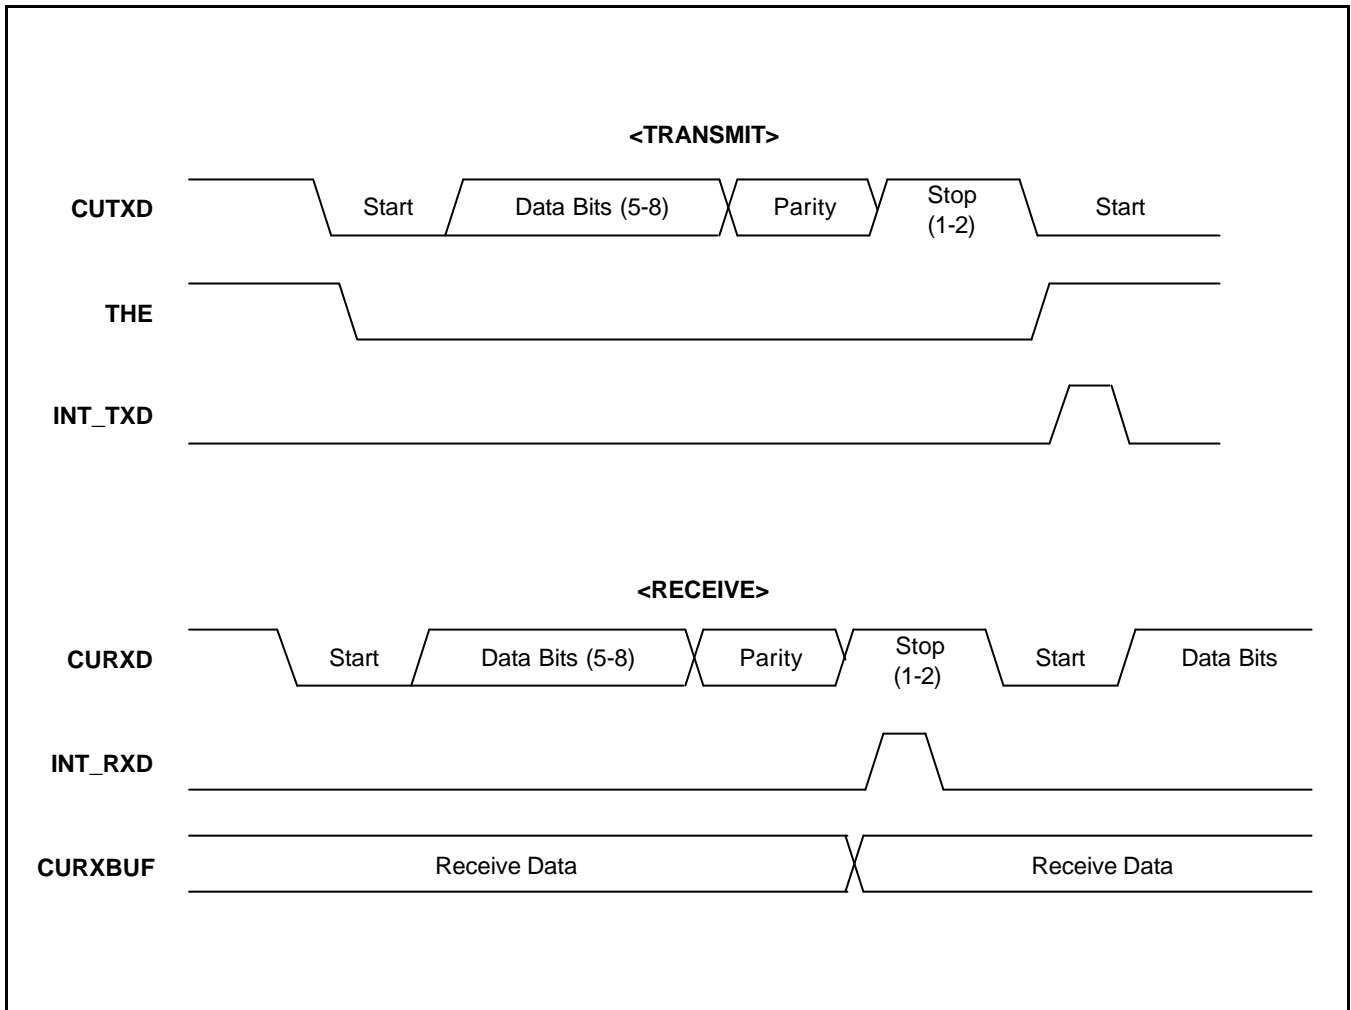 <TRANSMIT>
CUTXD Start Data Bits (5-8) Parity Stop (1-2) Start
THE
INT_TXD
<RECEIVE>
CURXD Start Data Bits (5-8) Parity Stop (1-2) Start Data Bits
INT_RXD
CURXBUF Receive Data Receive Data